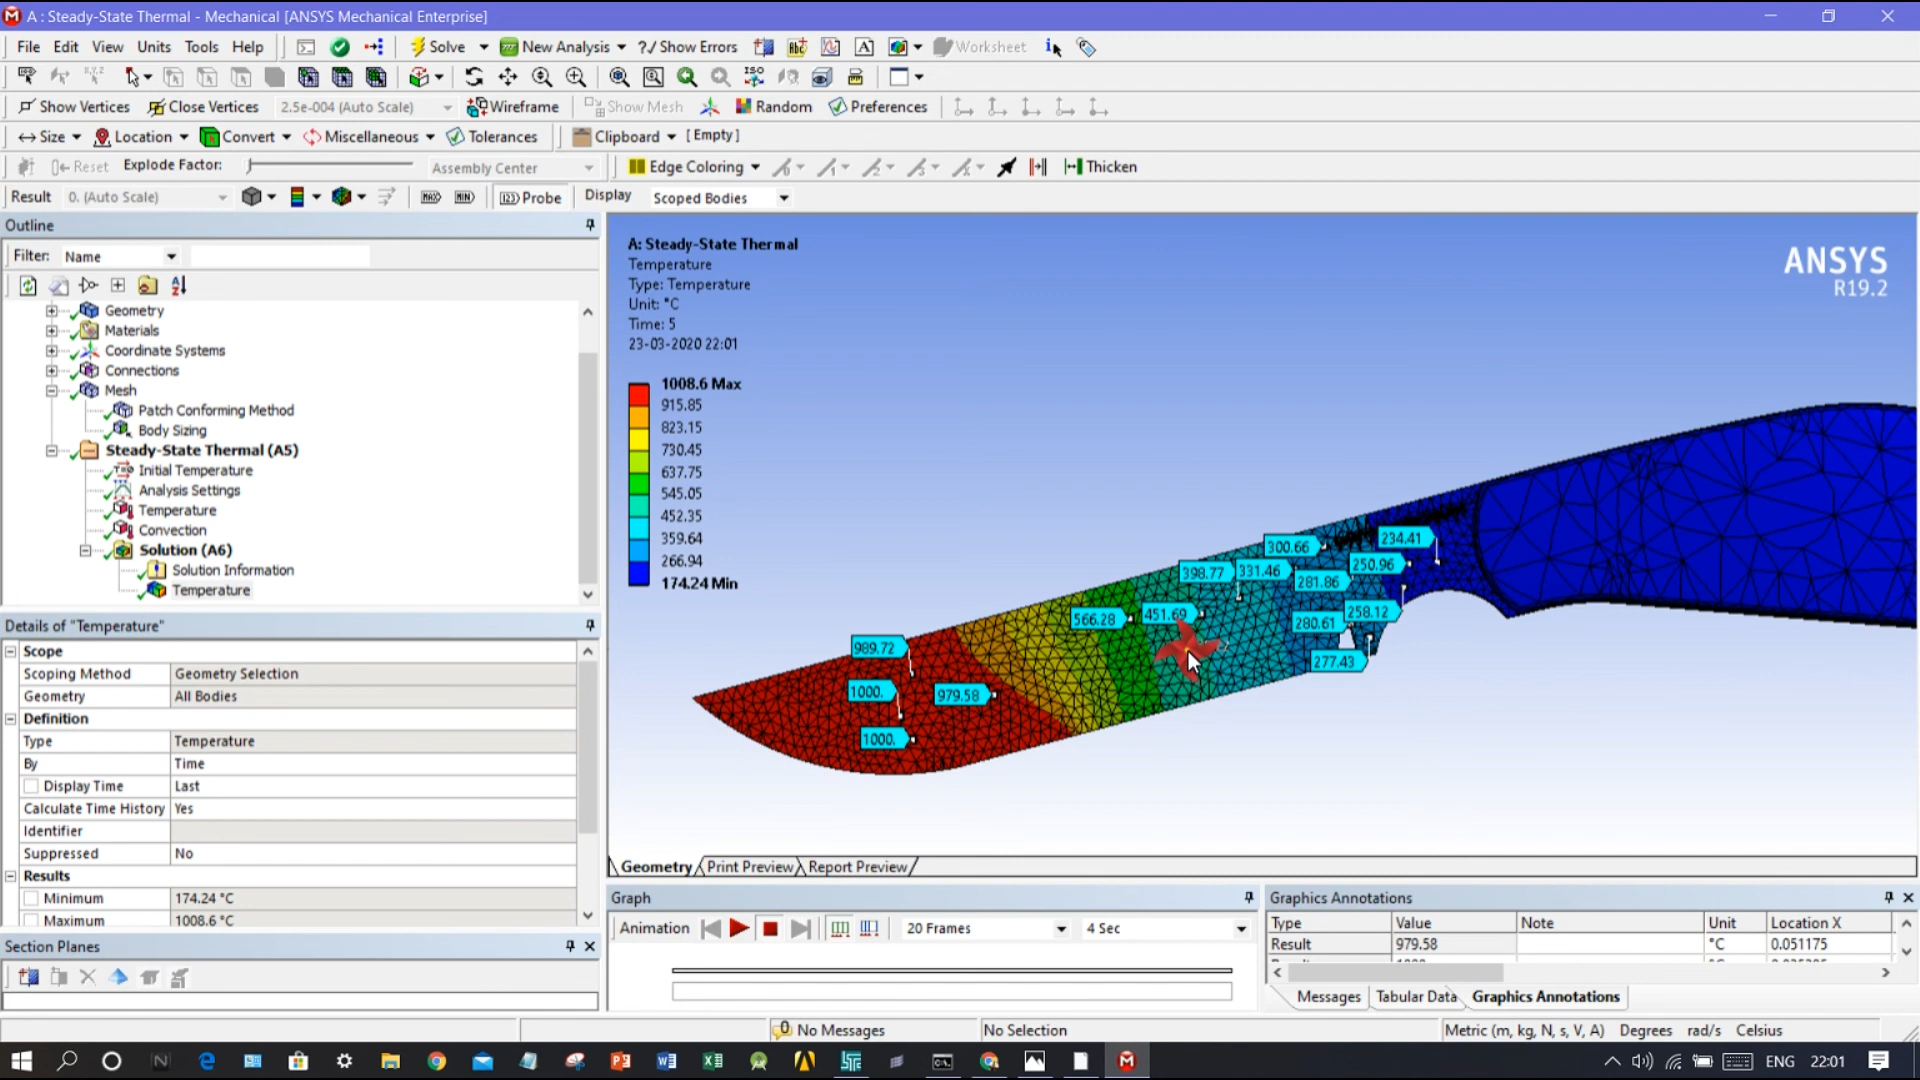 A : Steady-State Thermal - Mechanical [ANSYS Mechanical Enterprise]
File Edit View Units Tools Help Solve New Analysis ?/ Show Errors Worksheet
Show Vertices Close Vertices 2.5e-004 (Auto Scale) Wireframe Show Mesh Random Preferences
Size Location Convert Miscellaneous Tolerances Clipboard [ Empty ]
Reset Explode Factor: Assembly Center Edge Coloring Thicken
Result 0. (Auto Scale) MAX MIN Probe Display Scoped Bodies
Outline
Filter: Name
Geometry
Materials
Coordinate Systems
Connections
Mesh
Patch Conforming Method
Body Sizing
Steady-State Thermal (A5)
Initial Temperature
Analysis Settings
Temperature
Convection
Solution (A6)
Solution Information
Temperature
Details of "Temperature"
Scope
Scoping Method Geometry Selection
Geometry All Bodies
Definition
Type Temperature
By Time
Display Time Last
Calculate Time History Yes
Identifier
Suppressed No
Results
Minimum 174.24 °C
Maximum 1008.6 °C
Section Planes
A: Steady-State Thermal
Temperature
Type: Temperature
Unit: °C
Time: 5
23-03-2020 22:01
1008.6 Max
915.85
823.15
730.45
637.75
545.05
452.35
359.64
266.94
174.24 Min
ANSYS
R19.2
234.41
300.66
250.96
398.77
331.46
281.86
566.28
451.69
258.12
280.61
277.43
989.72
1000.
979.58
1000.
Geometry Print Preview Report Preview
Graph
Animation 20 Frames 4 Sec
Graphics Annotations
Type Value Note Unit Location X
Result 979.58 °C 0.051175
Messages Tabular Data Graphics Annotations
No Messages No Selection Metric (m, kg, N, s, V, A) Degrees rad/s Celsius
ENG 22:01